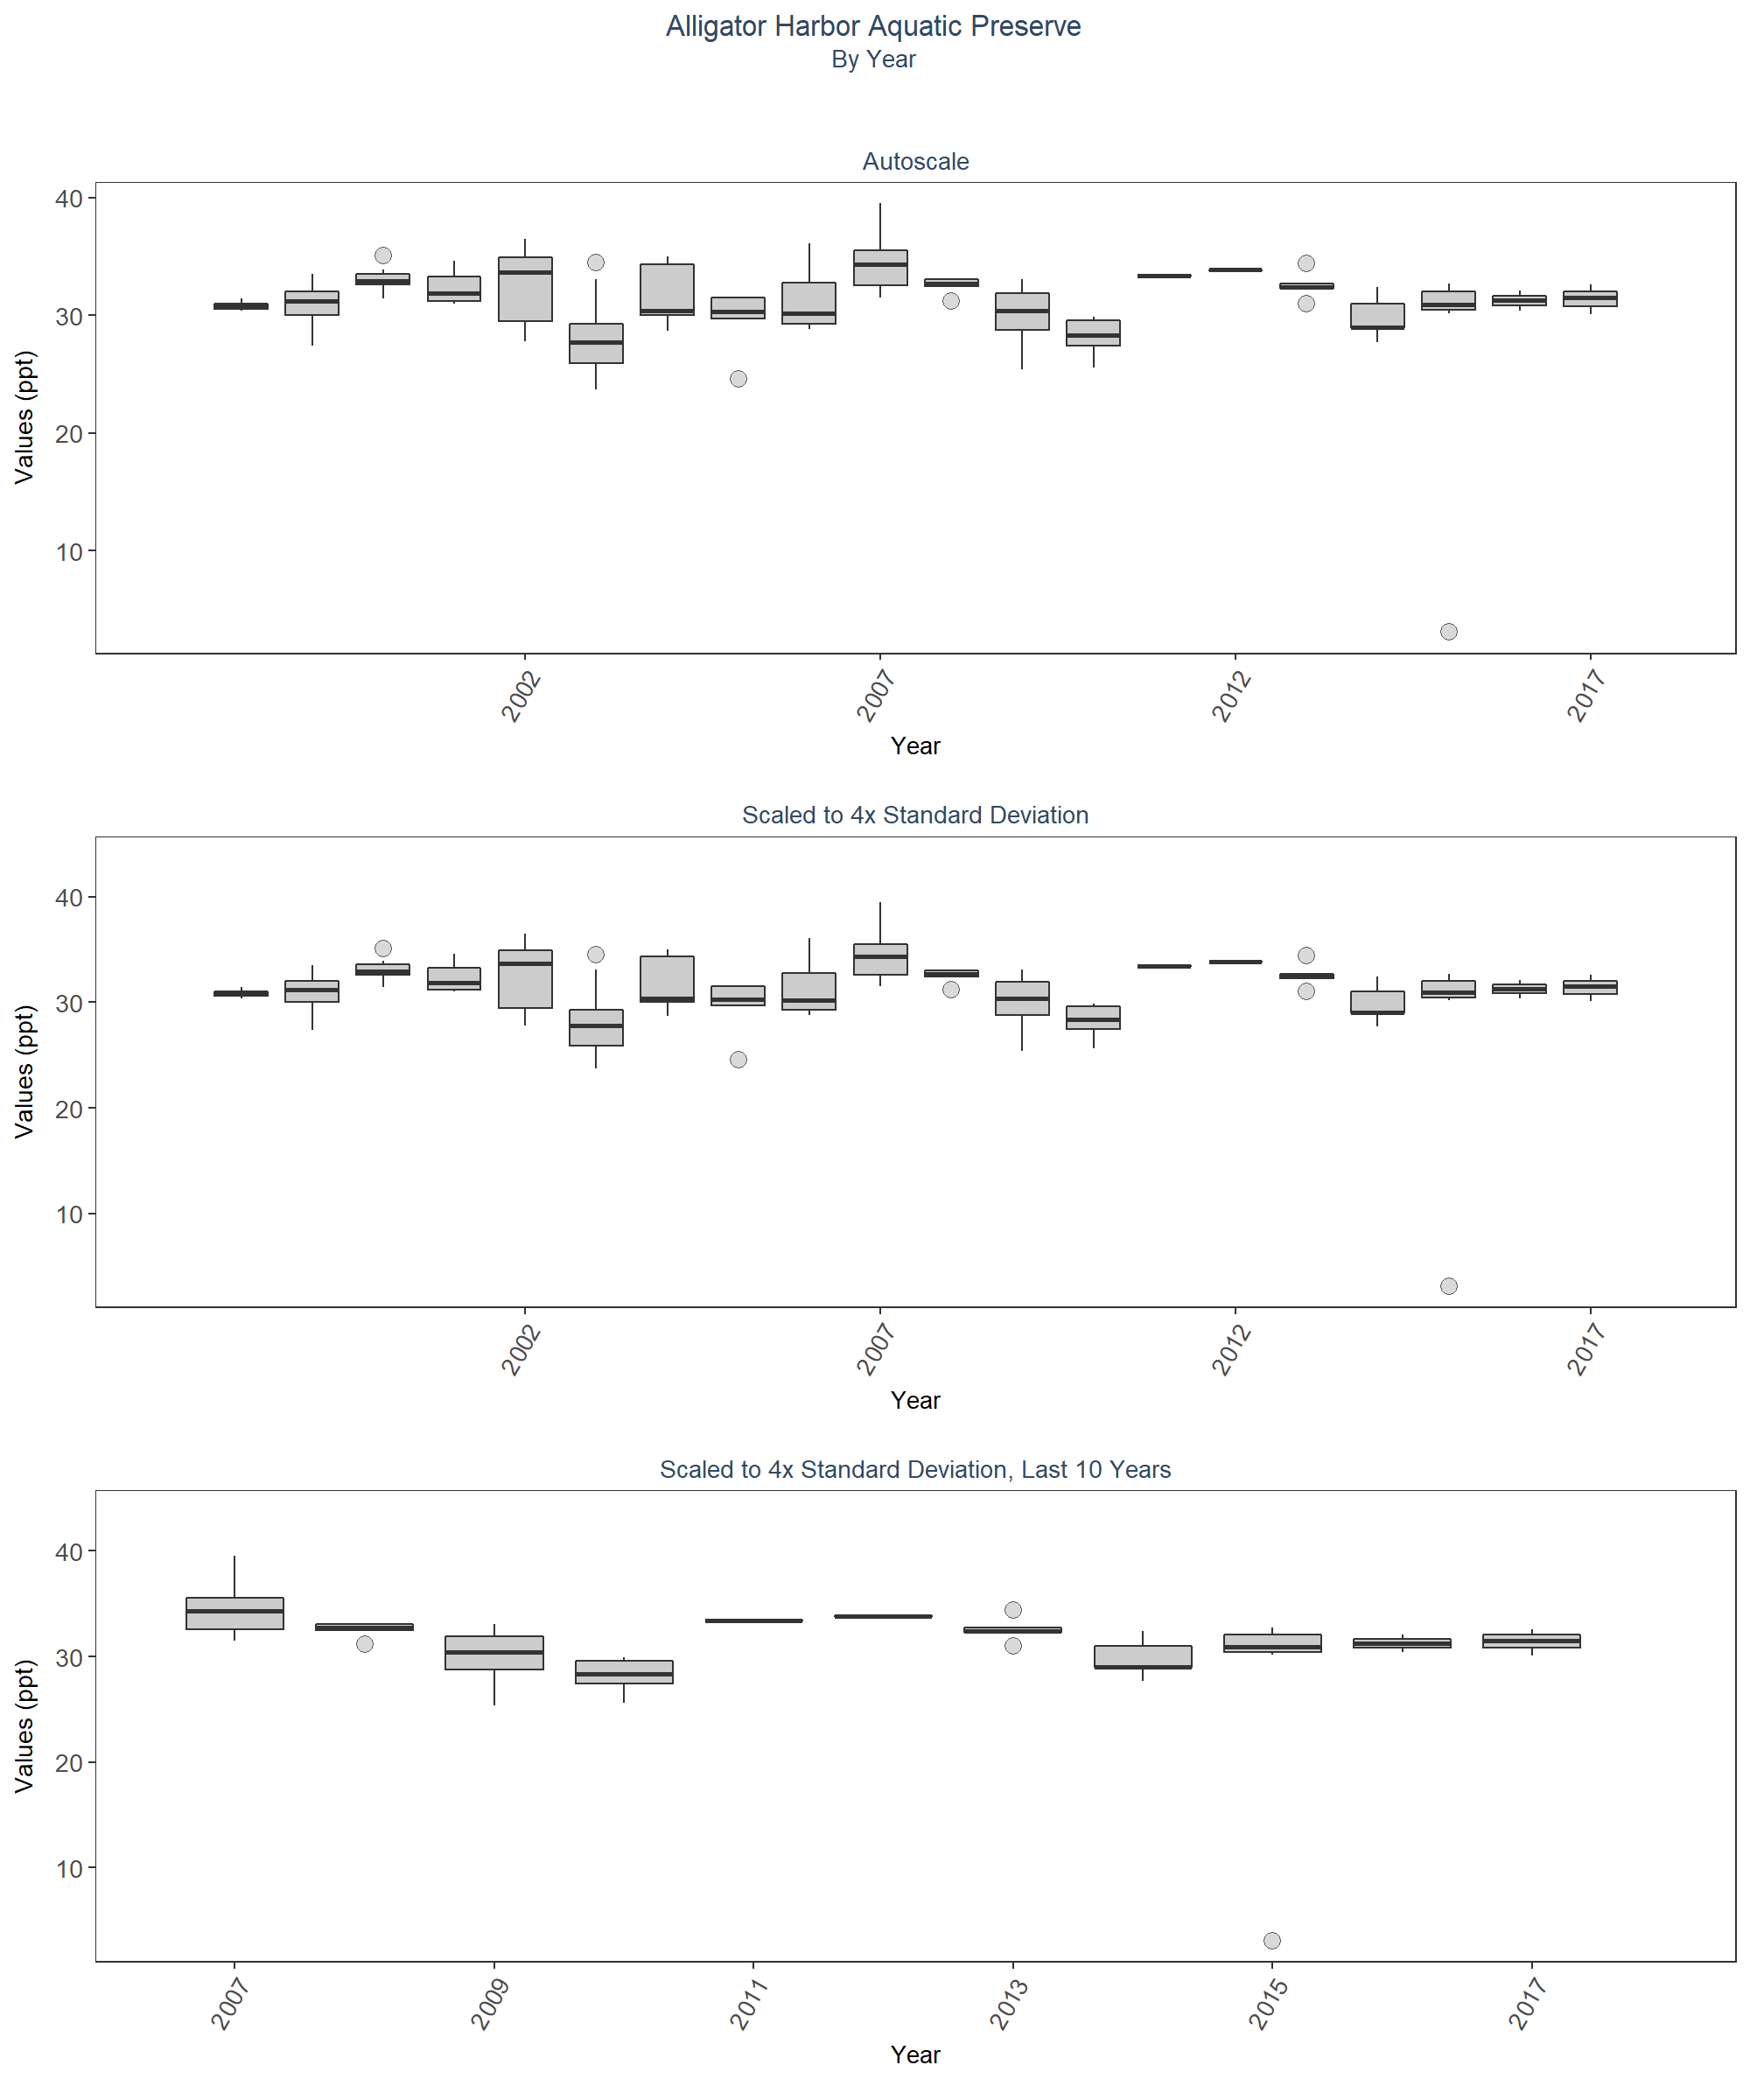 Alligator Harbor Aquatic Preserve
By Year
Autoscale
Values (ppt)
40
30
20
10
2002
2007
2012
2017
Year
Scaled to 4x Standard Deviation
Values (ppt)
40
30
20
10
2002
2007
2012
2017
Year
Scaled to 4x Standard Deviation, Last 10 Years
Values (ppt)
40
30
20
10
2007
2009
2011
2013
2015
2017
Year